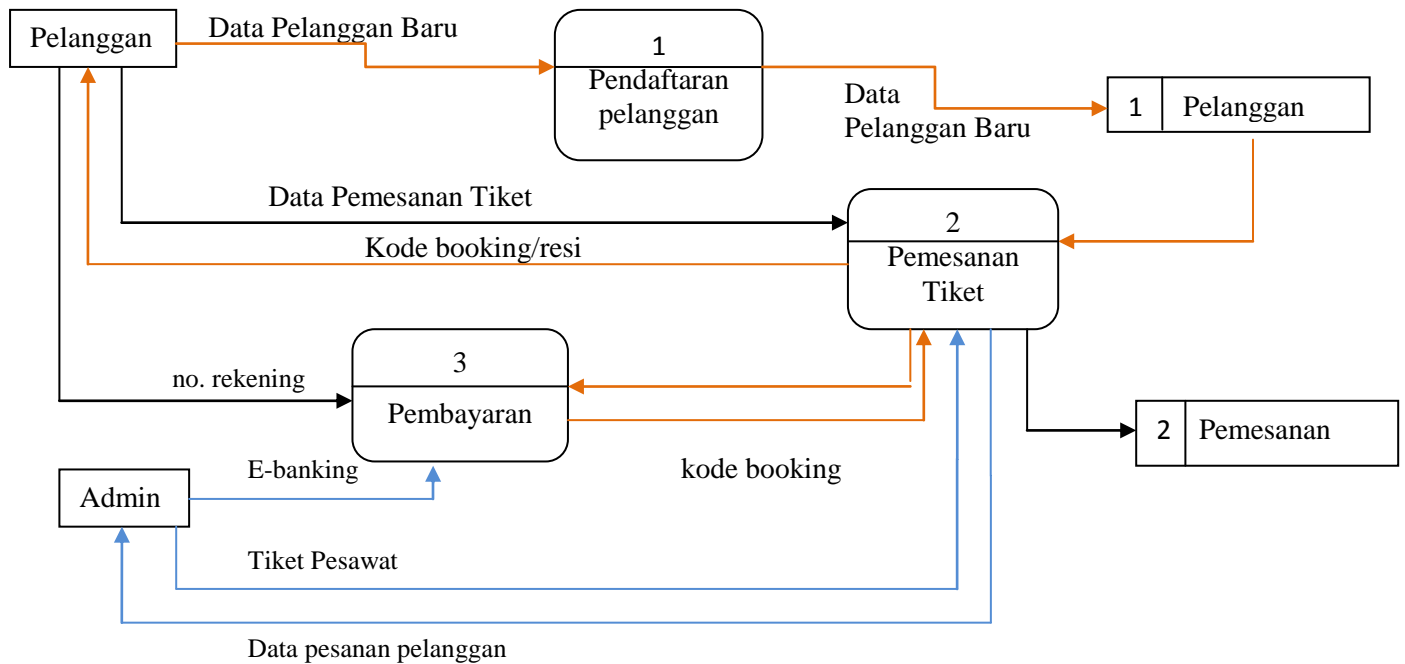 Pelanggan
Data Pelanggan Baru
1
Pendaftaran
pelanggan
Data
Pelanggan Baru
1 Pelanggan
Data Pemesanan Tiket
2
Pemesanan
Tiket
Kode booking/resi
3
Pembayaran
no. rekening
2 Pemesanan
E-banking
kode booking
Admin
Tiket Pesawat
Data pesanan pelanggan